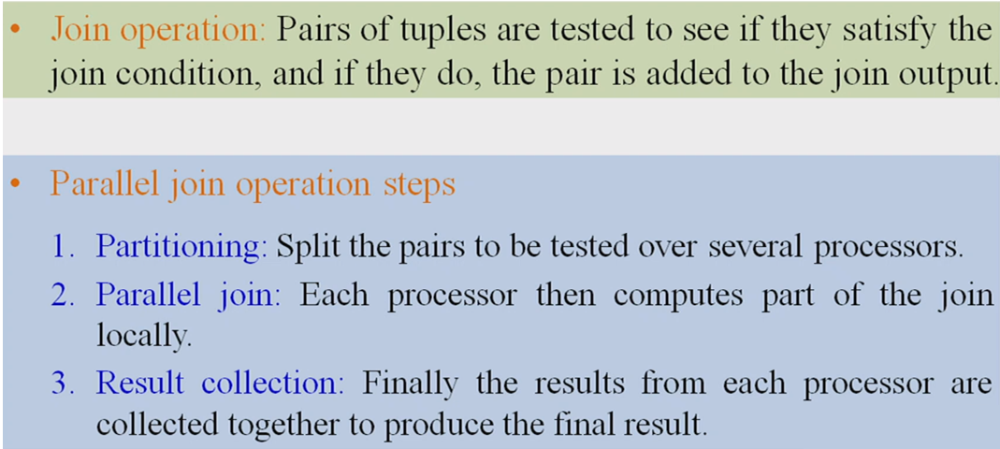 • Join operation: Pairs of tuples are tested to see if they satisfy the
join condition, and if they do, the pair is added to the join output.
• Parallel join operation steps
1. Partitioning: Split the pairs to be tested over several processors.
2. Parallel join: Each processor then computes part of the join
locally.
3. Result collection: Finally the results from each processor are
collected together to produce the final result.